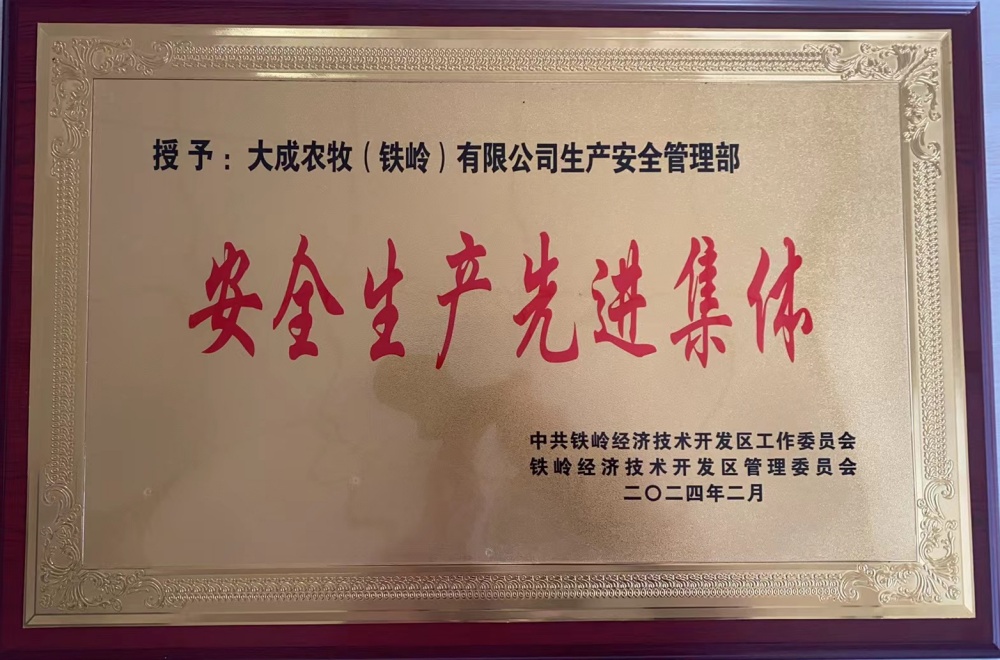 授予：大成农牧（铁岭）有限公司生产安全管理部
安全生产先进集体
中共铁岭经济技术开发区工作委员会
铁岭经济技术开发区管理委员会
二〇二四年二月